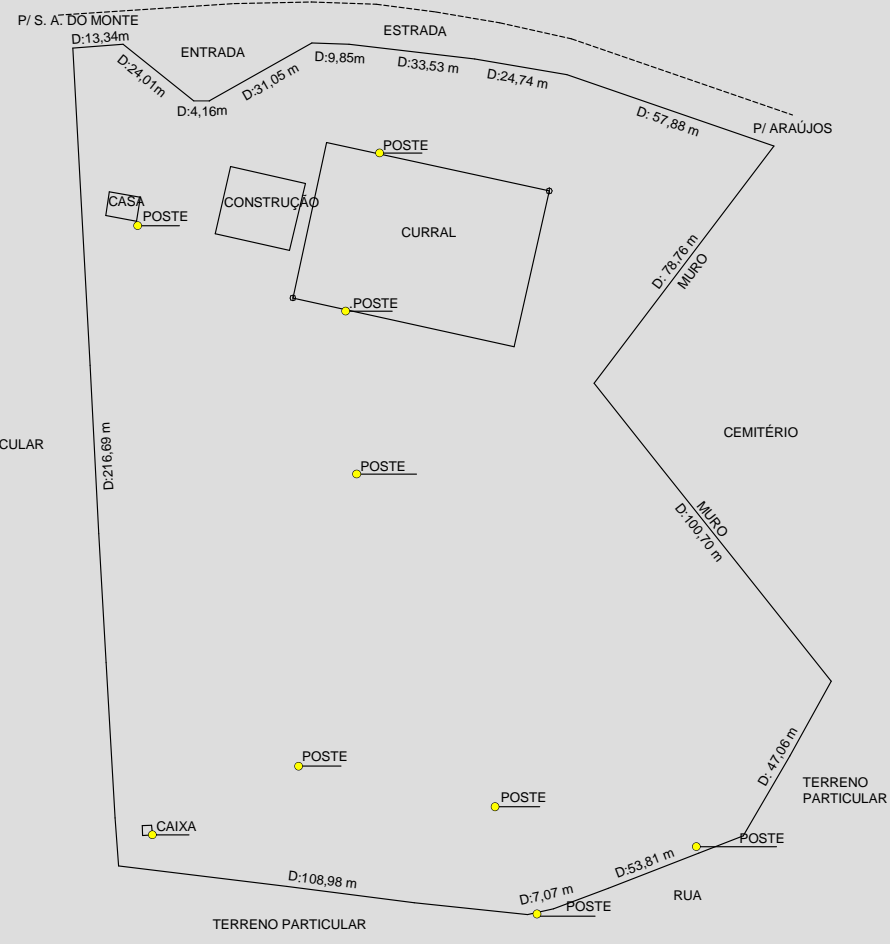 P/ S. A. DO MONTE
D:13,34m
ENTRADA
ESTRADA
D:24,01m
D:4,16m
D:31,05 m
D:9,85m
D:33,53 m
D:24,74 m
D: 57,88 m
P/ ARAÚJOS
POSTE
CASA
POSTE
CONSTRUÇÃO
CURRAL
D: 78,76 m
MURO
POSTE
CEMITÉRIO
CULAR
D:216,69 m
POSTE
MURO
D:100,70 m
POSTE
D: 47,06 m
TERRENO
PARTICULAR
POSTE
CAIXA
POSTE
D:108,98 m
D:53,81 m
D:7,07 m
POSTE
RUA
TERRENO PARTICULAR